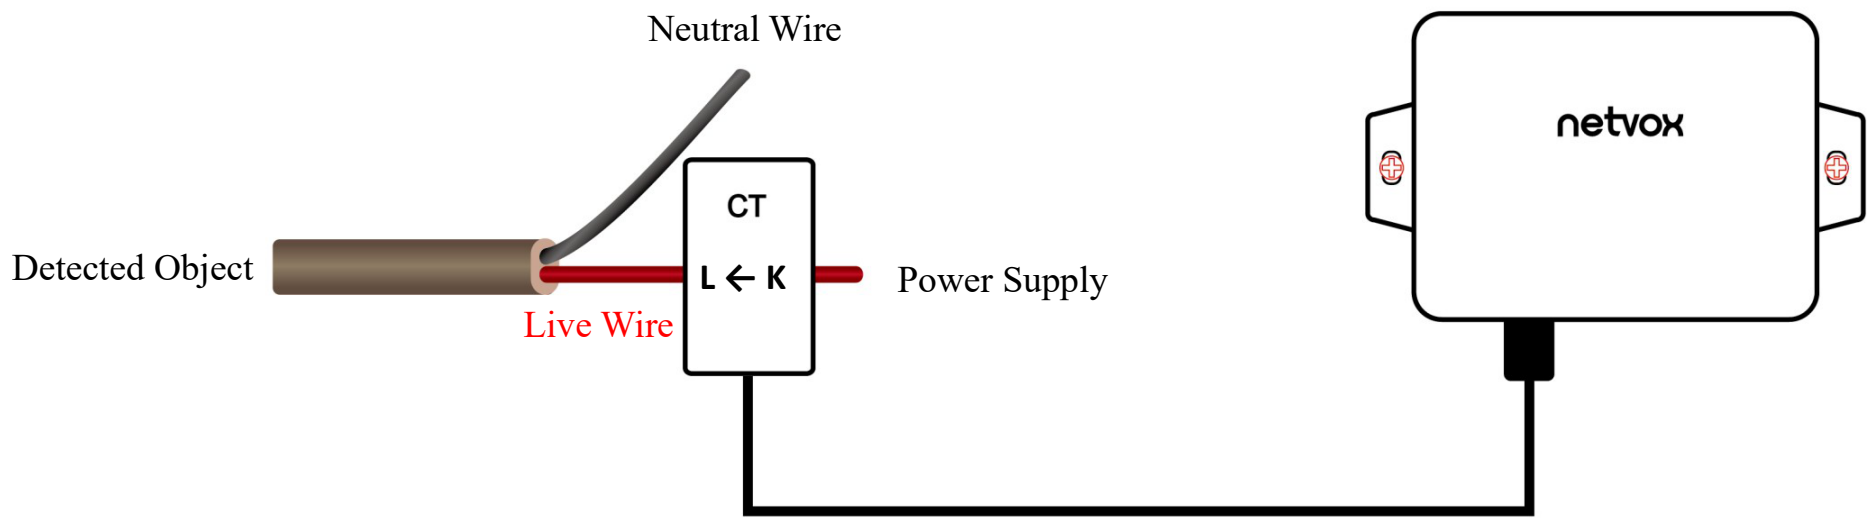 Neutral Wire
netvox
CT
Detected Object
L ← K
Power Supply
Live Wire